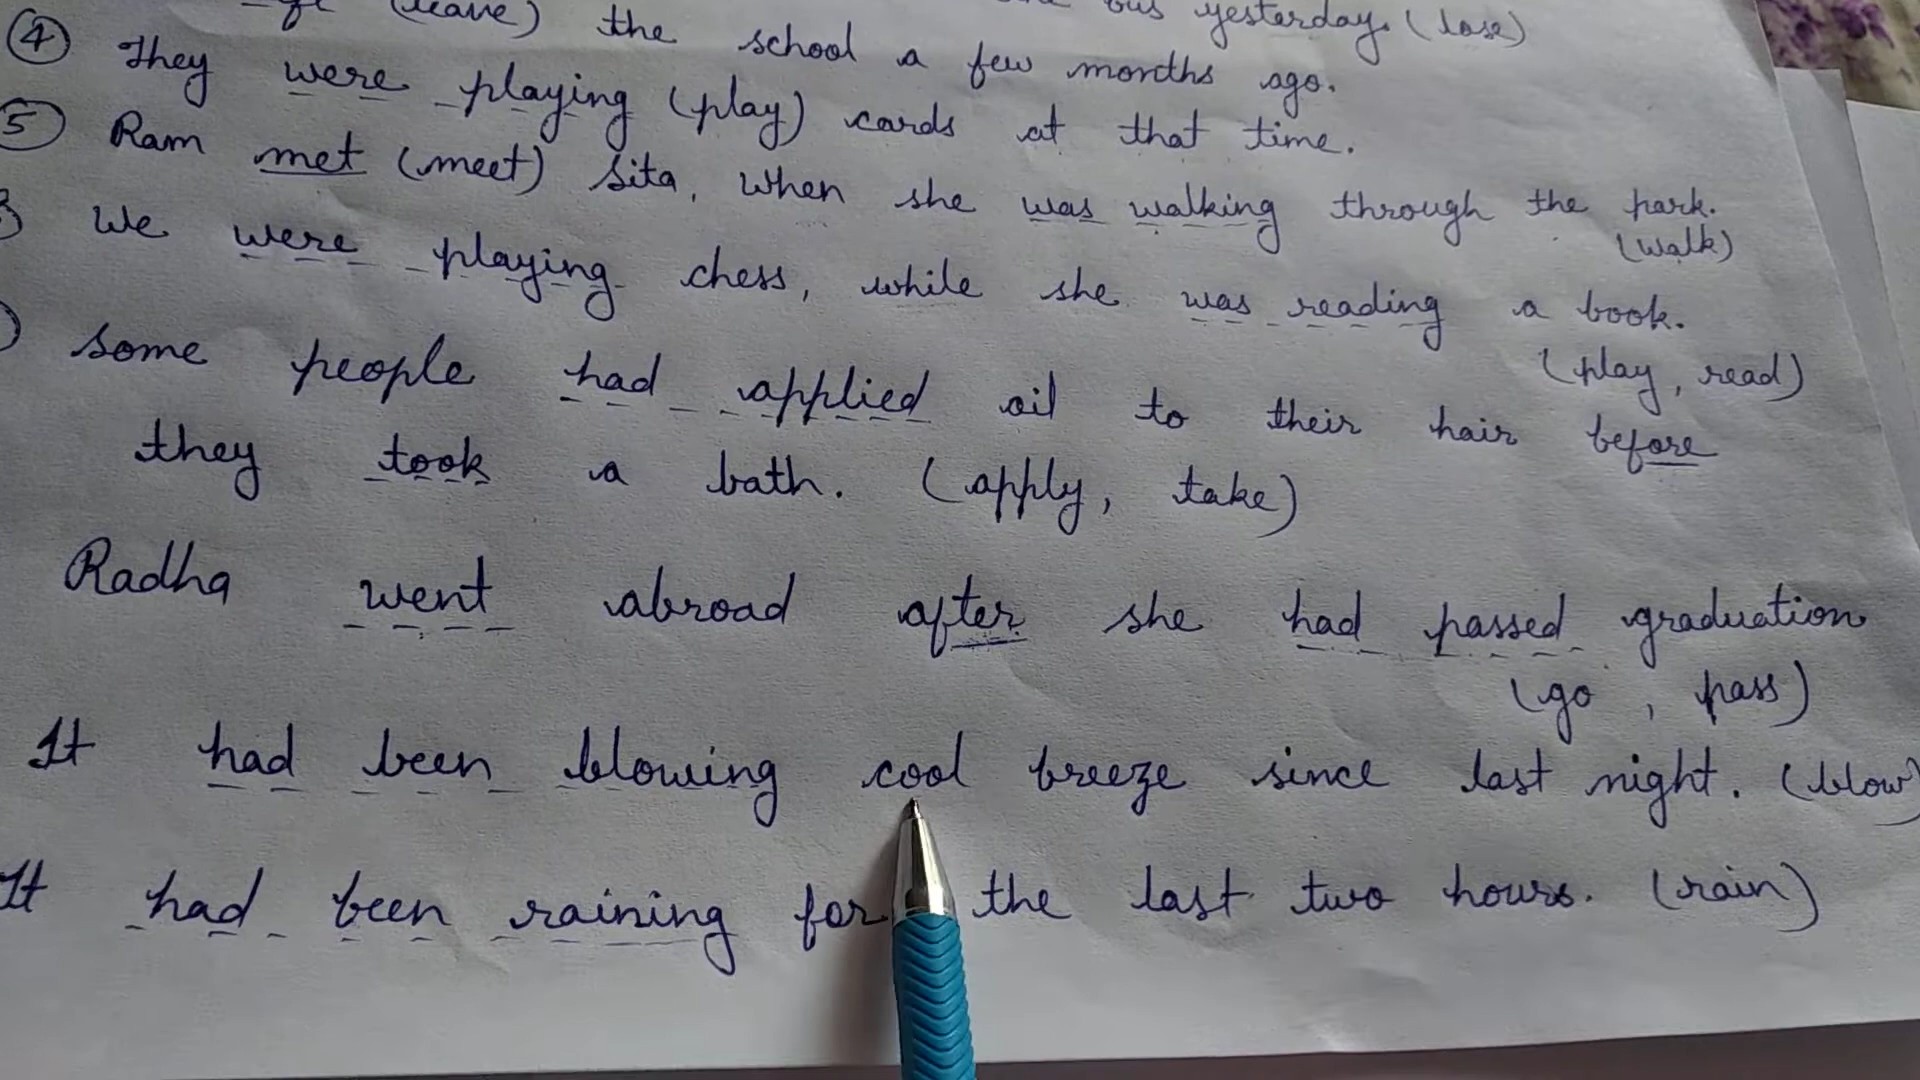 (leave) the school a few months ago.
bus yesterday. (lose)
④ They were playing (play) cards at that time.
⑤ Ram met (meet) Sita, when she was walking through the park.
(walk)
We were playing chess, while she was reading a book.
(play, read)
Some people had applied oil to their hair before
they took a bath. (apply, take)
Radha went abroad after she had passed graduation
(go, pass)
It had been blowing cool breeze since last night. (blow)
It had been raining for the last two hours. (rain)